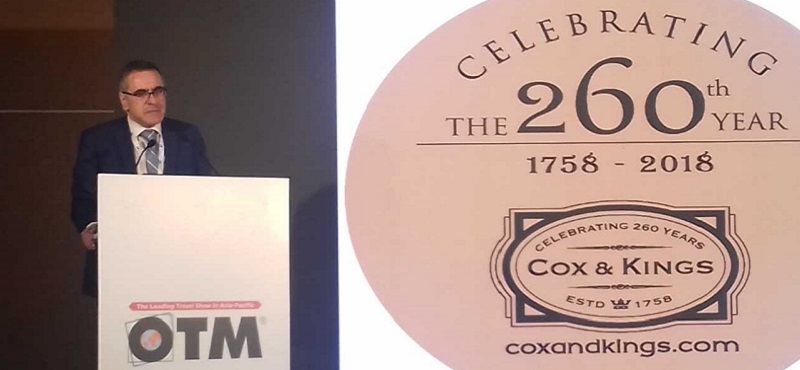 The Leading Travel Show in Asia-Pacific
OTM®
CELEBRATING
THE 260th YEAR
1758 - 2018
CELEBRATING 260 YEARS
COX & KINGS
ESTD 1758
coxandkings.com